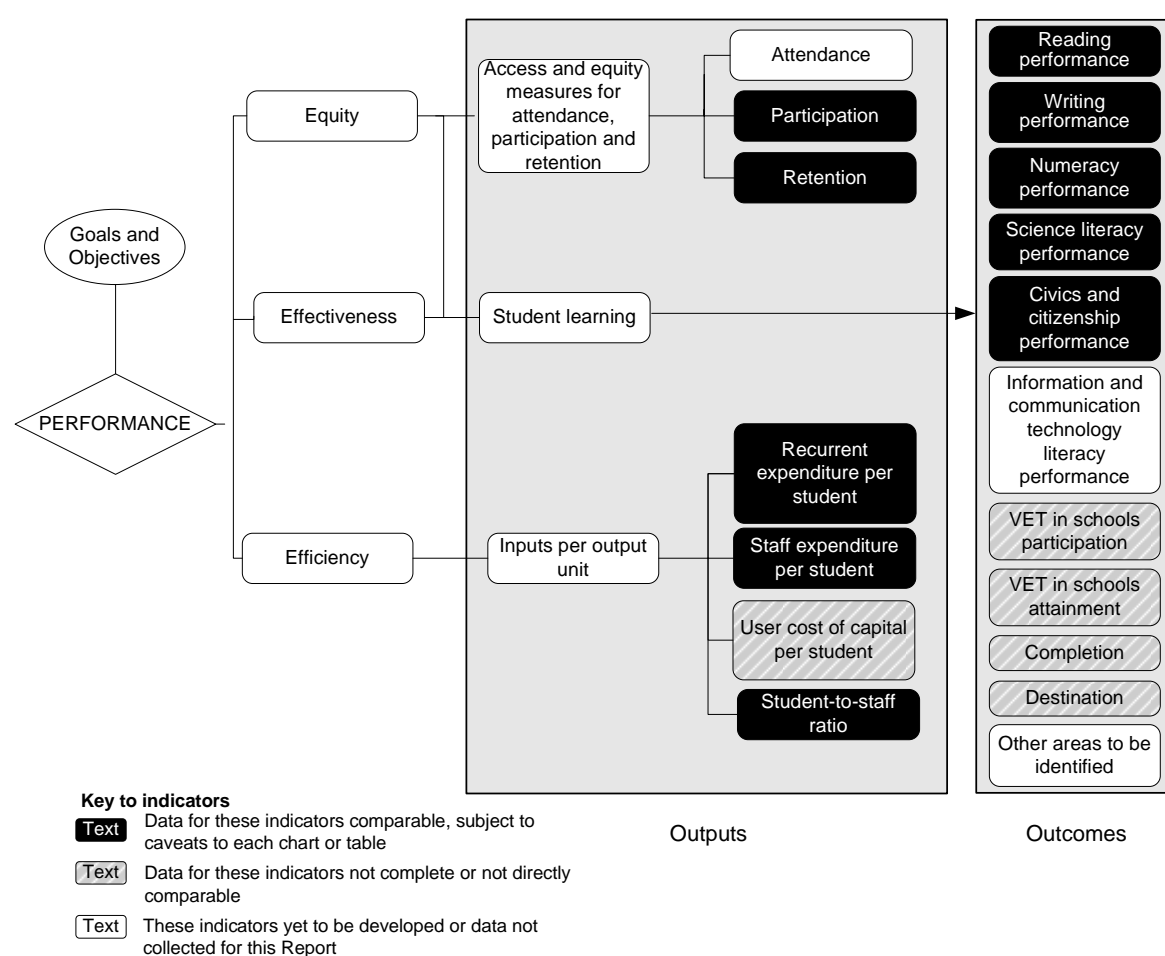 Goals and
Objectives
PERFORMANCE
Equity
Effectiveness
Efficiency
Access and equity
measures for
attendance,
participation and
retention
Student learning
Inputs per output
unit
Attendance
Participation
Retention
Recurrent
expenditure per
student
Staff expenditure
per student
User cost of capital
per student
Student-to-staff
ratio
Reading
performance
Writing
performance
Numeracy
performance
Science literacy
performance
Civics and
citizenship
performance
Information and
communication
technology
literacy
performance
VET in schools
participation
VET in schools
attainment
Completion
Destination
Other areas to be
identified
Outputs
Outcomes
Key to indicators
Text
Data for these indicators comparable, subject to
caveats to each chart or table
Text
Data for these indicators not complete or not directly
comparable
Text
These indicators yet to be developed or data not
collected for this Report